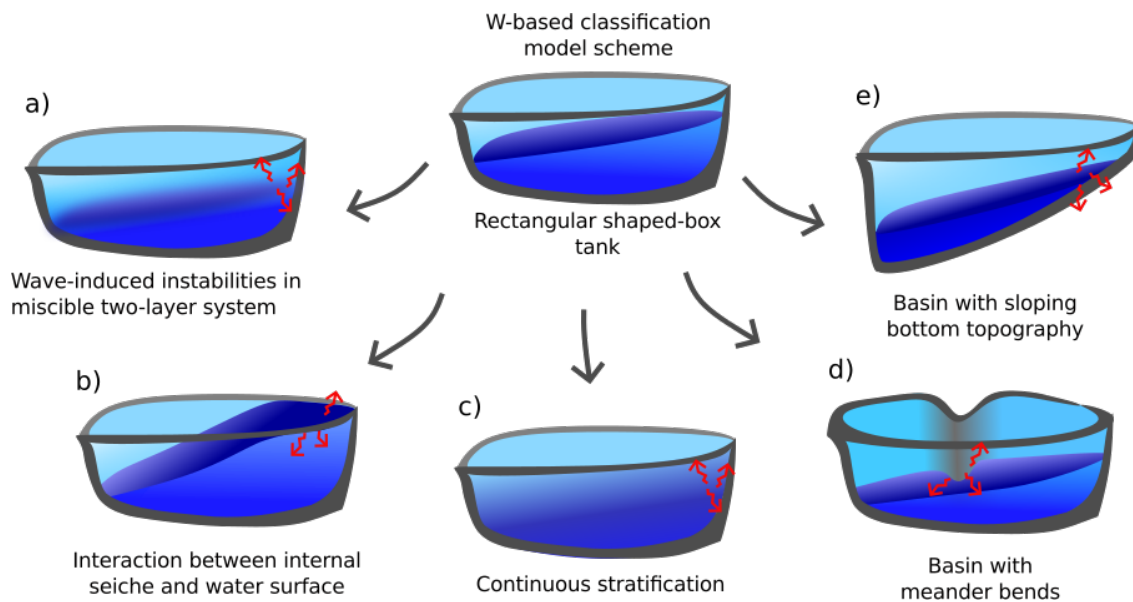 W-based classification
model scheme
Rectangular shaped-box
tank
a)
Wave-induced instabilities in
miscible two-layer system
b)
Interaction between internal
seiche and water surface
c)
Continuous stratification
d)
Basin with
meander bends
e)
Basin with sloping
bottom topography